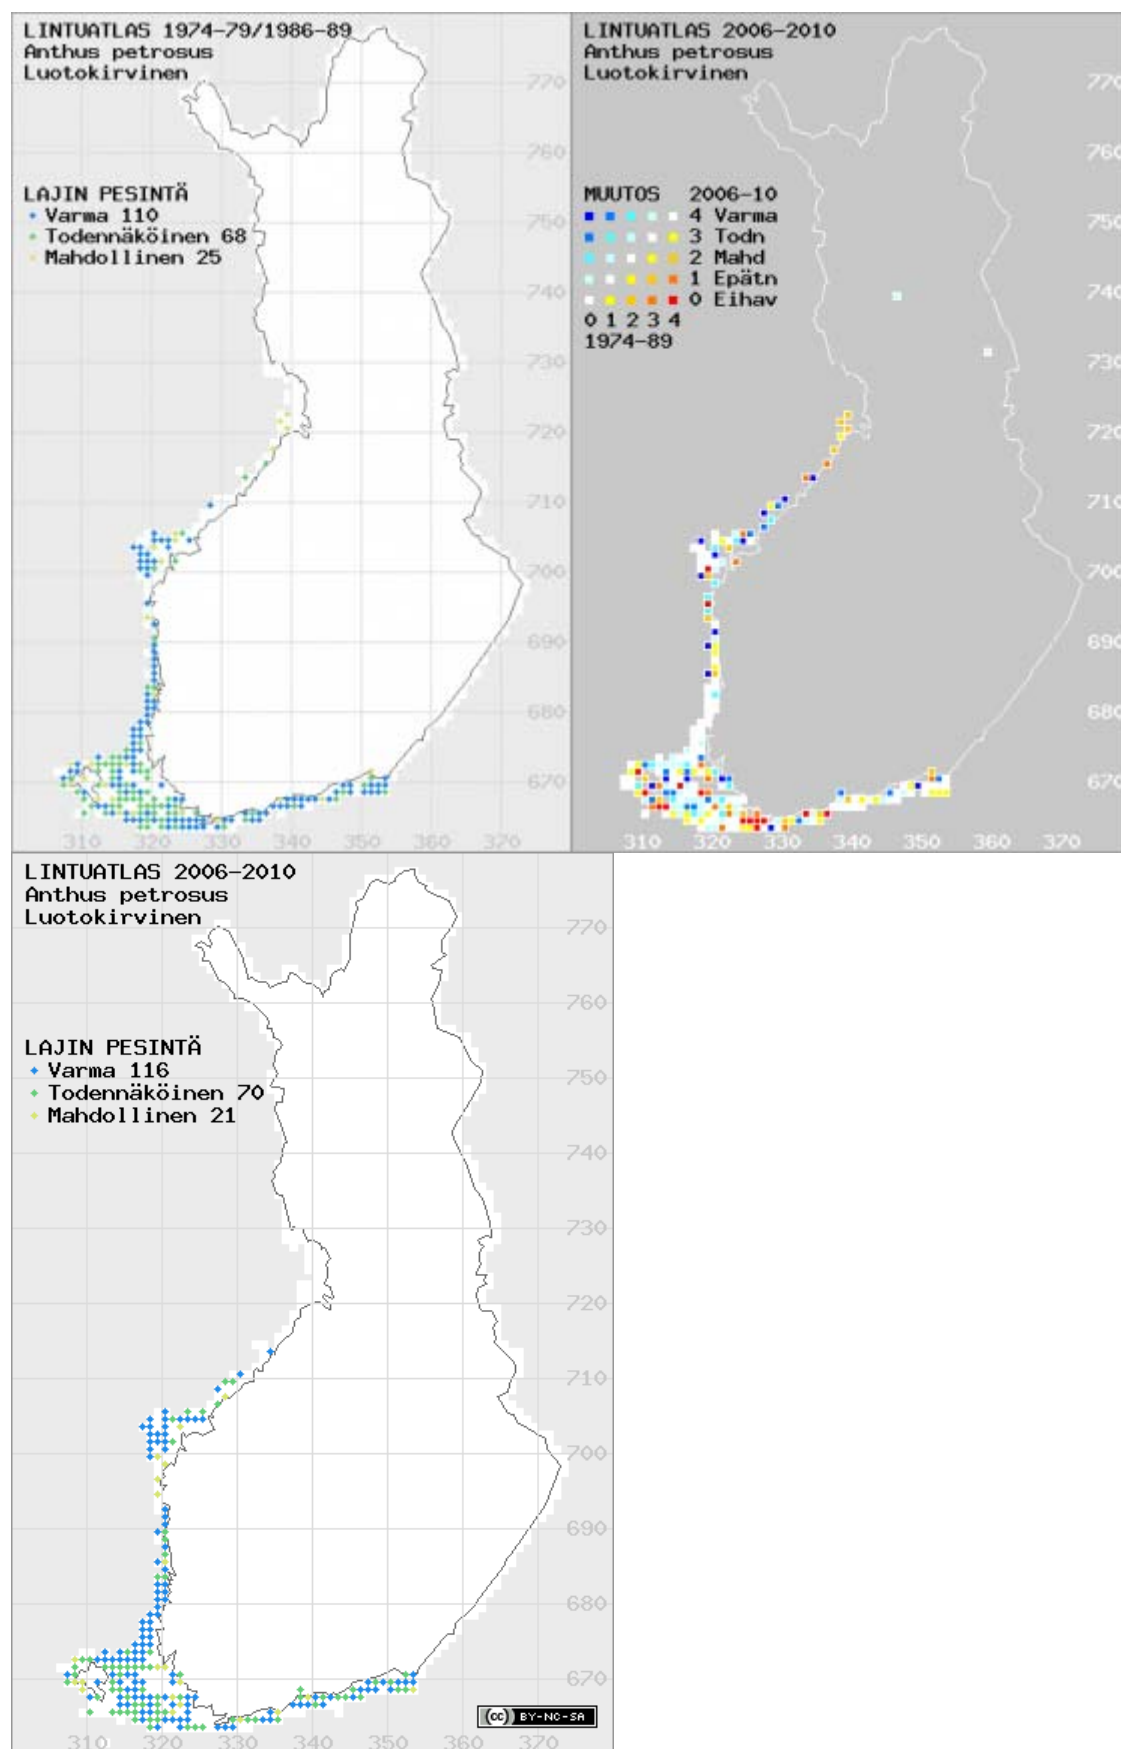 LINTUATLAS 1974-79/1986-89
Anthus petrosus
Luotokirvinen
770
760
LAJIN PESINTÄ
Varma 110
750
Todennäköinen 68
Mahdollinen 25
740
730
720
710
700
690
680
670
310 320 330 340 350 360 370
LINTUATLAS 2006-2010
Anthus petrosus
Luotokirvinen
770
760
MUUTOS 2006-10
4 Varma
750
3 Todn
2 Mahd
1 Epätn
740
0 Eihav
0 1 2 3 4
1974-89
730
720
710
700
690
680
670
310 320 330 340 350 360 370
LINTUATLAS 2006-2010
Anthus petrosus
Luotokirvinen
770
760
LAJIN PESINTÄ
Varma 116
750
Todennäköinen 70
Mahdollinen 21
740
730
720
710
700
690
680
670
cc BY-NC-SA
310 320 330 340 350 360 370